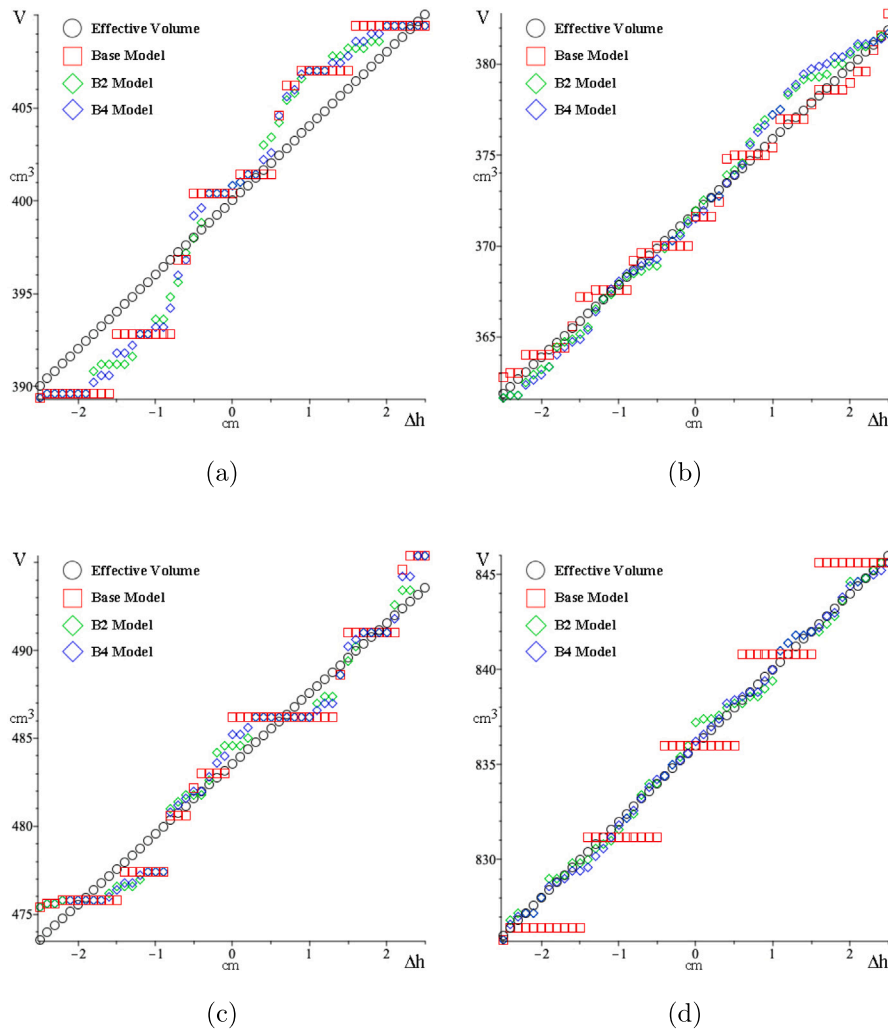 V
Effective Volume
Base Model
B2 Model
B4 Model
405
cm3
400
395
390
−2 −1 0 1 2
cm Δh
(a)
V
Effective Volume
Base Model
B2 Model
B4 Model
380
375
cm3
370
365
−2 −1 0 1 2
cm Δh
(b)
V
Effective Volume
Base Model
B2 Model
B4 Model
490
cm3
485
480
475
−2 −1 0 1 2
cm Δh
(c)
V
Effective Volume
Base Model
B2 Model
B4 Model
845
840
cm3
835
830
−2 −1 0 1 2
cm Δh
(d)